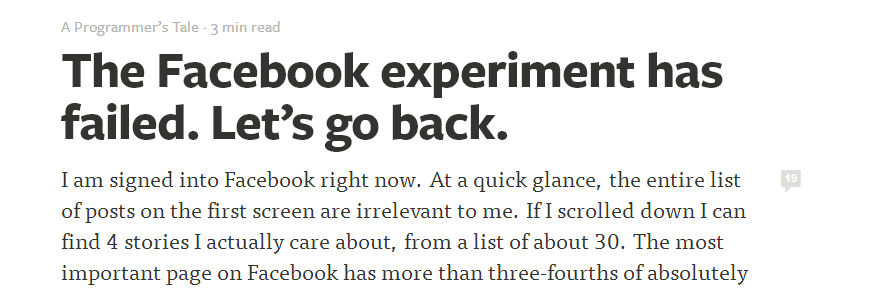 A Programmer’s Tale · 3 min read
The Facebook experiment has
failed. Let’s go back.
I am signed into Facebook right now. At a quick glance, the entire list
19
of posts on the first screen are irrelevant to me. If I scrolled down I can
find 4 stories I actually care about, from a list of about 30. The most
important page on Facebook has more than three-fourths of absolutely